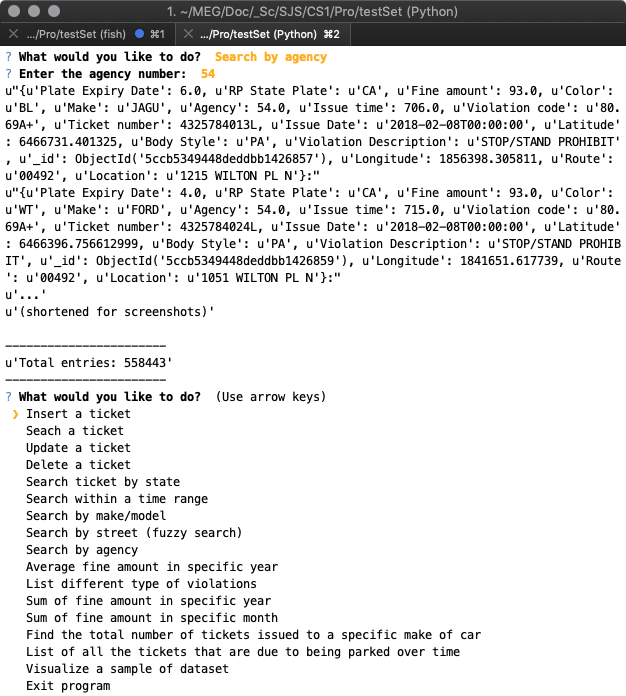 1. ~/MEG/Doc/_Sc/SJS/CS1/Pro/testSet (Python)
.../Pro/testSet (fish) ⌘1 .../Pro/testSet (Python) ⌘2
? What would you like to do? Search by agency
? Enter the agency number: 54
u"{u'Plate Expiry Date': 6.0, u'RP State Plate': u'CA', u'Fine amount': 93.0, u'Color':
u'BL', u'Make': u'JAGU', u'Agency': 54.0, u'Issue time': 706.0, u'Violation code': u'80.
69A+', u'Ticket number': 4325784013L, u'Issue Date': u'2018-02-08T00:00:00', u'Latitude'
: 6466731.401325, u'Body Style': u'PA', u'Violation Description': u'STOP/STAND PROHIBIT'
, u'_id': ObjectId('5ccb5349448deddbb1426857'), u'Longitude': 1856398.305811, u'Route':
u'00492', u'Location': u'1215 WILTON PL N'}:"
u"{u'Plate Expiry Date': 4.0, u'RP State Plate': u'CA', u'Fine amount': 93.0, u'Color':
u'WT', u'Make': u'FORD', u'Agency': 54.0, u'Issue time': 715.0, u'Violation code': u'80.
69A+', u'Ticket number': 4325784024L, u'Issue Date': u'2018-02-08T00:00:00', u'Latitude'
: 6466396.756612999, u'Body Style': u'PA', u'Violation Description': u'STOP/STAND PROHIB
IT', u'_id': ObjectId('5ccb5349448deddbb1426859'), u'Longitude': 1841651.617739, u'Route
': u'00492', u'Location': u'1051 WILTON PL N'}:"
u'...'
u'(shortened for screenshots)'
_______________________
u'Total entries: 558443'
_______________________
? What would you like to do? (Use arrow keys)
❯ Insert a ticket
Seach a ticket
Update a ticket
Delete a ticket
Search ticket by state
Search within a time range
Search by make/model
Search by street (fuzzy search)
Search by agency
Average fine amount in specific year
List different type of violations
Sum of fine amount in specific year
Sum of fine amount in specific month
Find the total number of tickets issued to a specific make of car
List of all the tickets that are due to being parked over time
Visualize a sample of dataset
Exit program